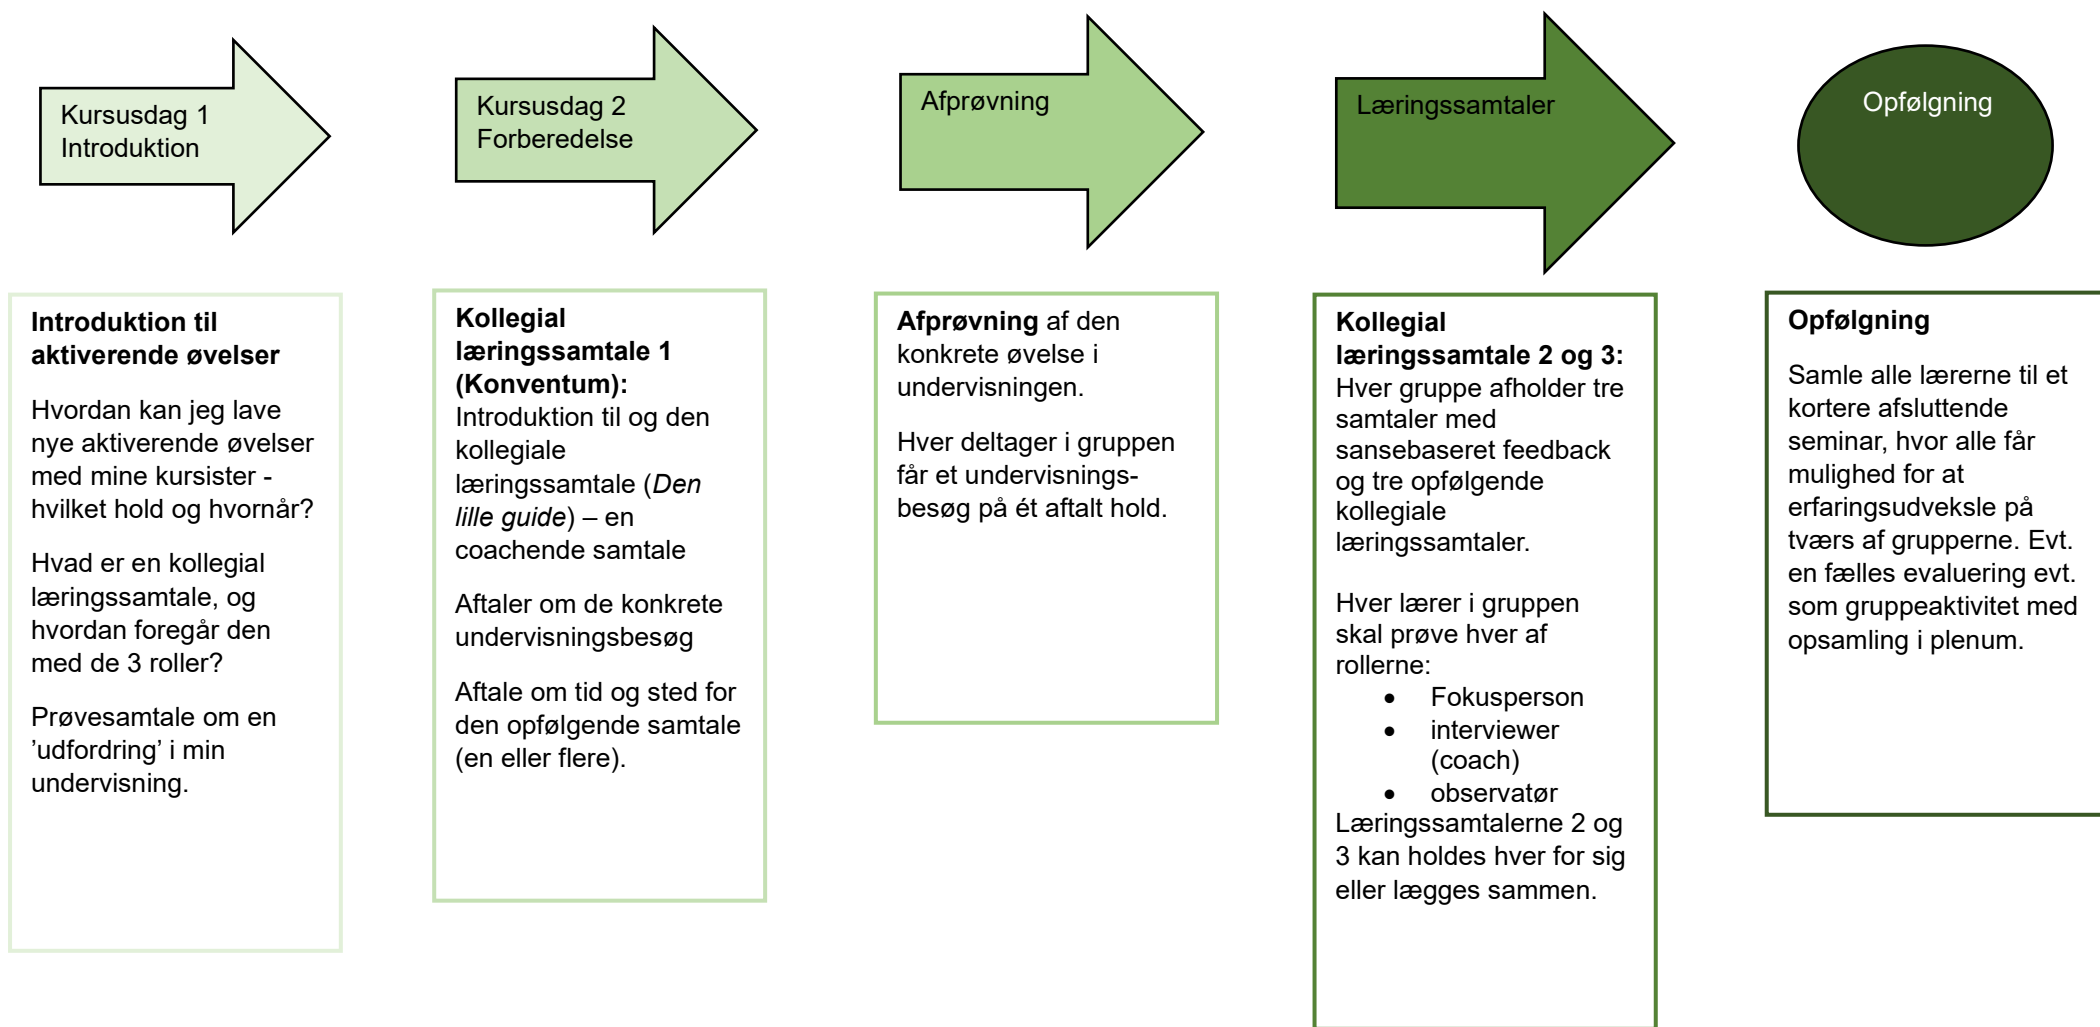 Kursusdag 1
Introduktion
Kursusdag 2
Forberedelse
Afprøvning
Læringssamtaler
Opfølgning
Introduktion til
aktiverende øvelser
Hvordan kan jeg lave
nye aktiverende øvelser
med mine kursister -
hvilket hold og hvornår?
Hvad er en kollegial
læringssamtale, og
hvordan foregår den
med de 3 roller?
Prøvesamtale om en
’udfordring’ i min
undervisning.
Kollegial
læringssamtale 1
(Konventum):
Introduktion til og den
kollegiale
læringssamtale (Den
lille guide) – en
coachende samtale
Aftaler om de konkrete
undervisningsbesøg
Aftale om tid og sted for
den opfølgende samtale
(en eller flere).
Afprøvning af den
konkrete øvelse i
undervisningen.
Hver deltager i gruppen
får et undervisnings-
besøg på ét aftalt hold.
Kollegial
læringssamtale 2 og 3:
Hver gruppe afholder tre
samtaler med
sansebaseret feedback
og tre opfølgende
kollegiale
læringssamtaler.
Hver lærer i gruppen
skal prøve hver af
rollerne:
• Fokusperson
• interviewer
(coach)
• observatør
Læringssamtalerne 2 og
3 kan holdes hver for sig
eller lægges sammen.
Opfølgning
Samle alle lærerne til et
kortere afsluttende
seminar, hvor alle får
mulighed for at
erfaringsudveksle på
tværs af grupperne. Evt.
en fælles evaluering evt.
som gruppeaktivitet med
opsamling i plenum.